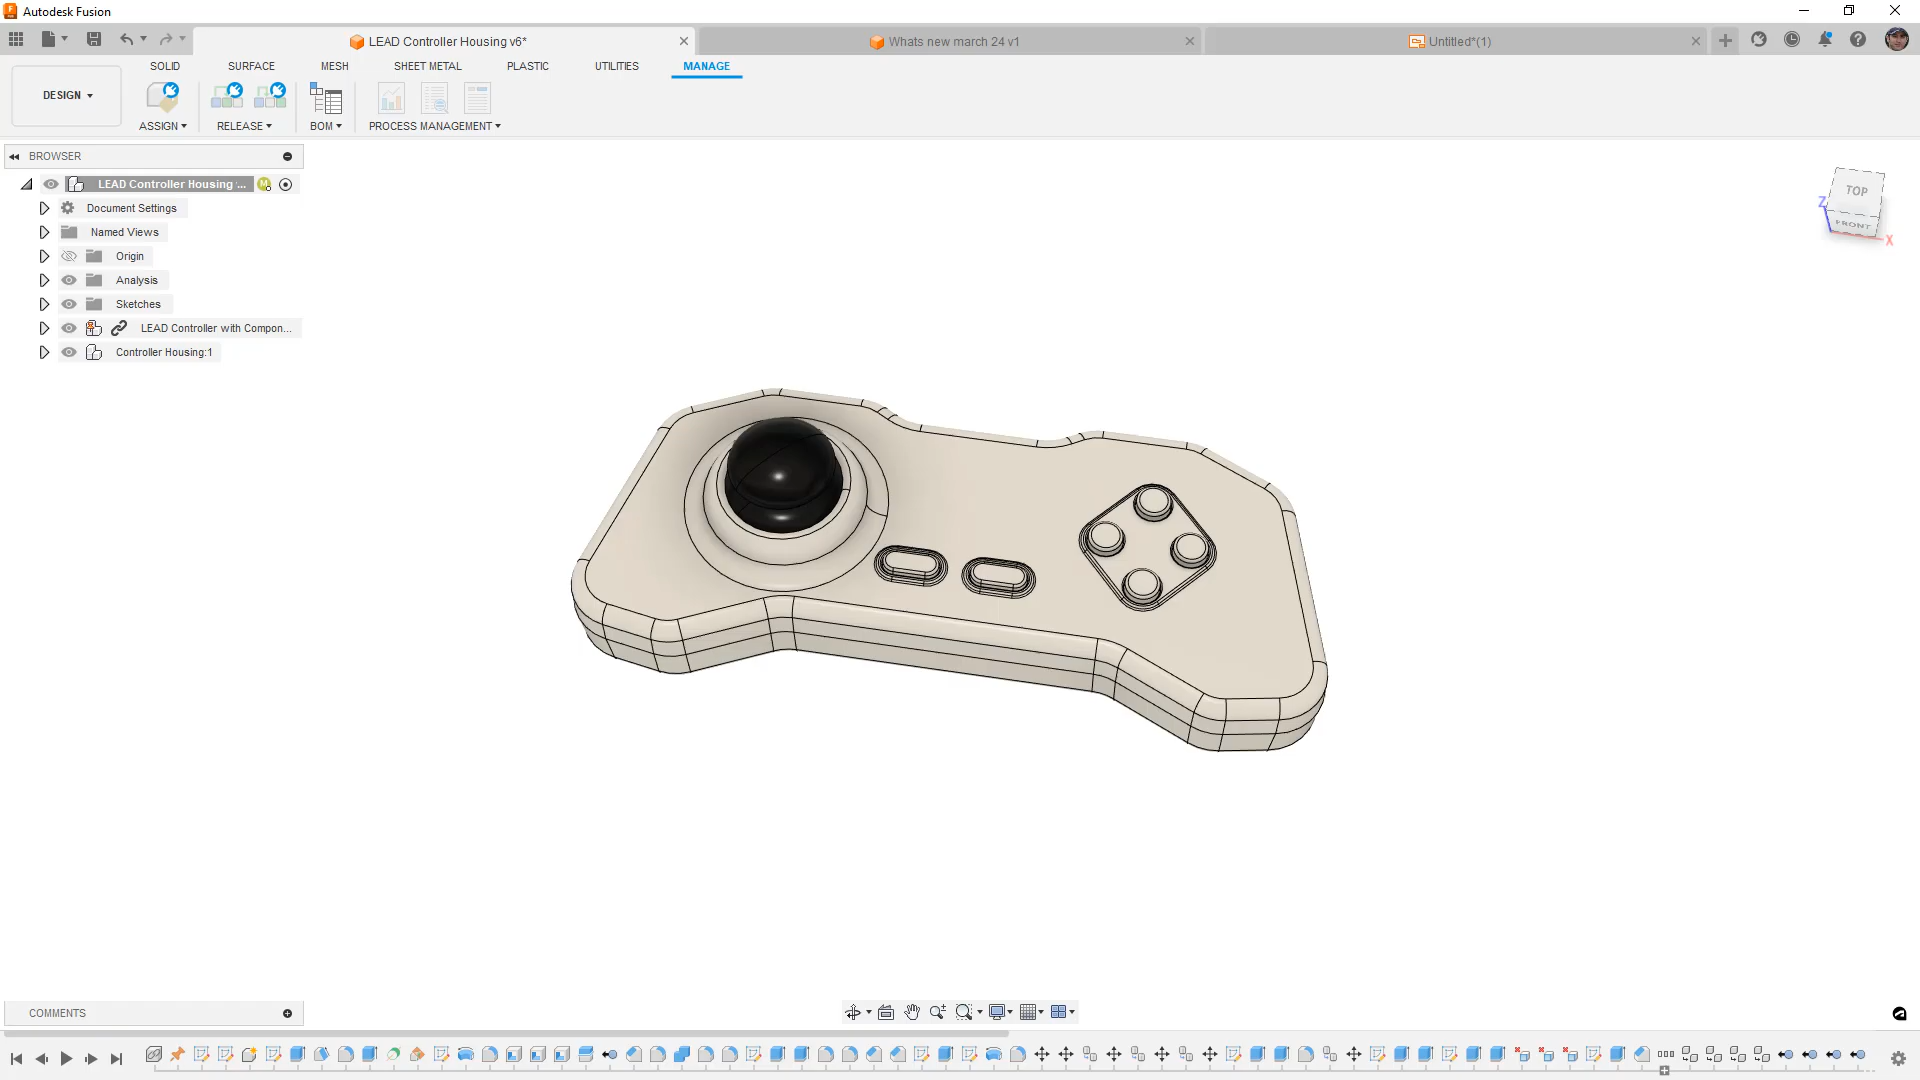 Autodesk Fusion
LEAD Controller Housing v6*
Whats new march 24 v1
Untitled*(1)
DESIGN
SOLID
SURFACE
MESH
SHEET METAL
PLASTIC
UTILITIES
MANAGE
ASSIGN
RELEASE
BOM
PROCESS MANAGEMENT
BROWSER
LEAD Controller Housing ...
M
Document Settings
Named Views
Origin
Analysis
Sketches
LEAD Controller with Compon...
Controller Housing:1
TOP
FRONT
Z
X
COMMENTS